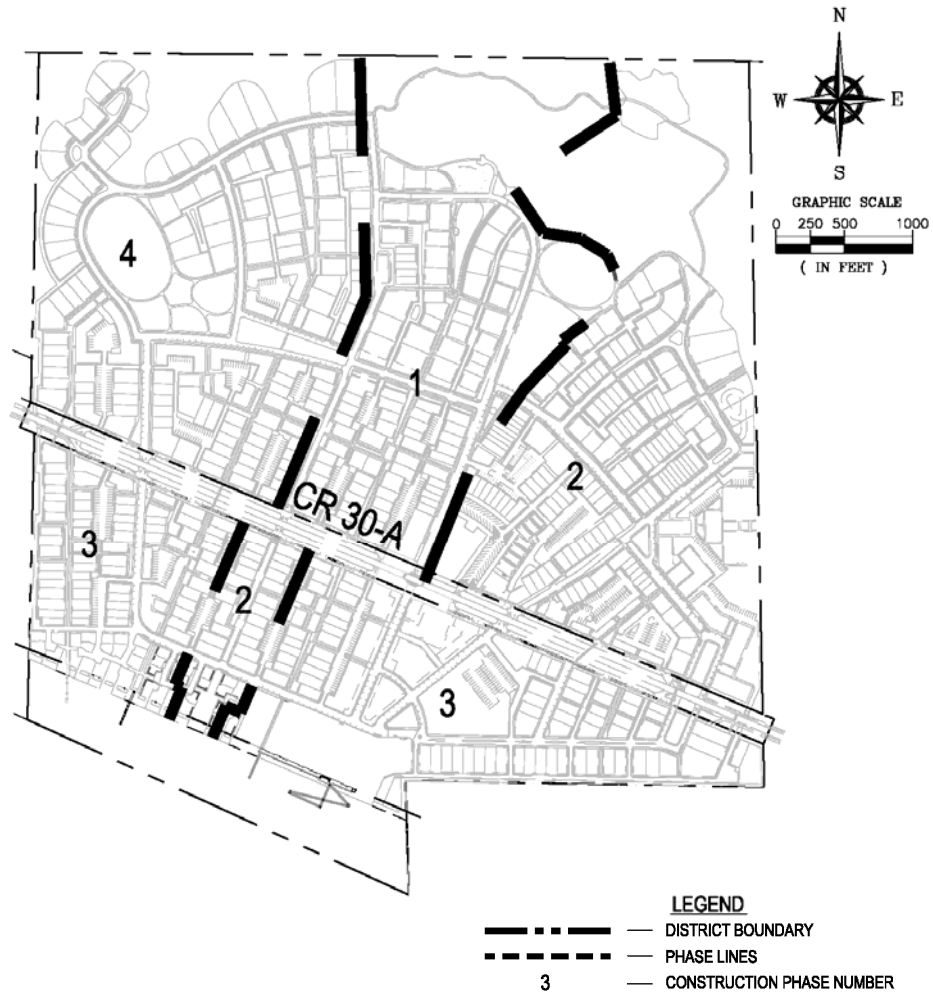 N
W E
S
GRAPHIC SCALE
0 250 500 1000
( IN FEET )
4
1
2
CR 30-A
3
2
3
LEGEND
DISTRICT BOUNDARY
PHASE LINES
3 CONSTRUCTION PHASE NUMBER